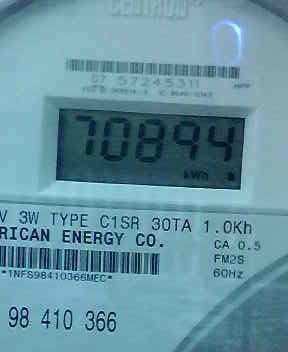 CENTRON
57245311
70894
kWh
V 3W TYPE C1SR 30TA 1.0Kh
RICAN ENERGY CO.
CA 0.5
FM2S
60Hz
*1NFS98410366MEC*
98 410 366